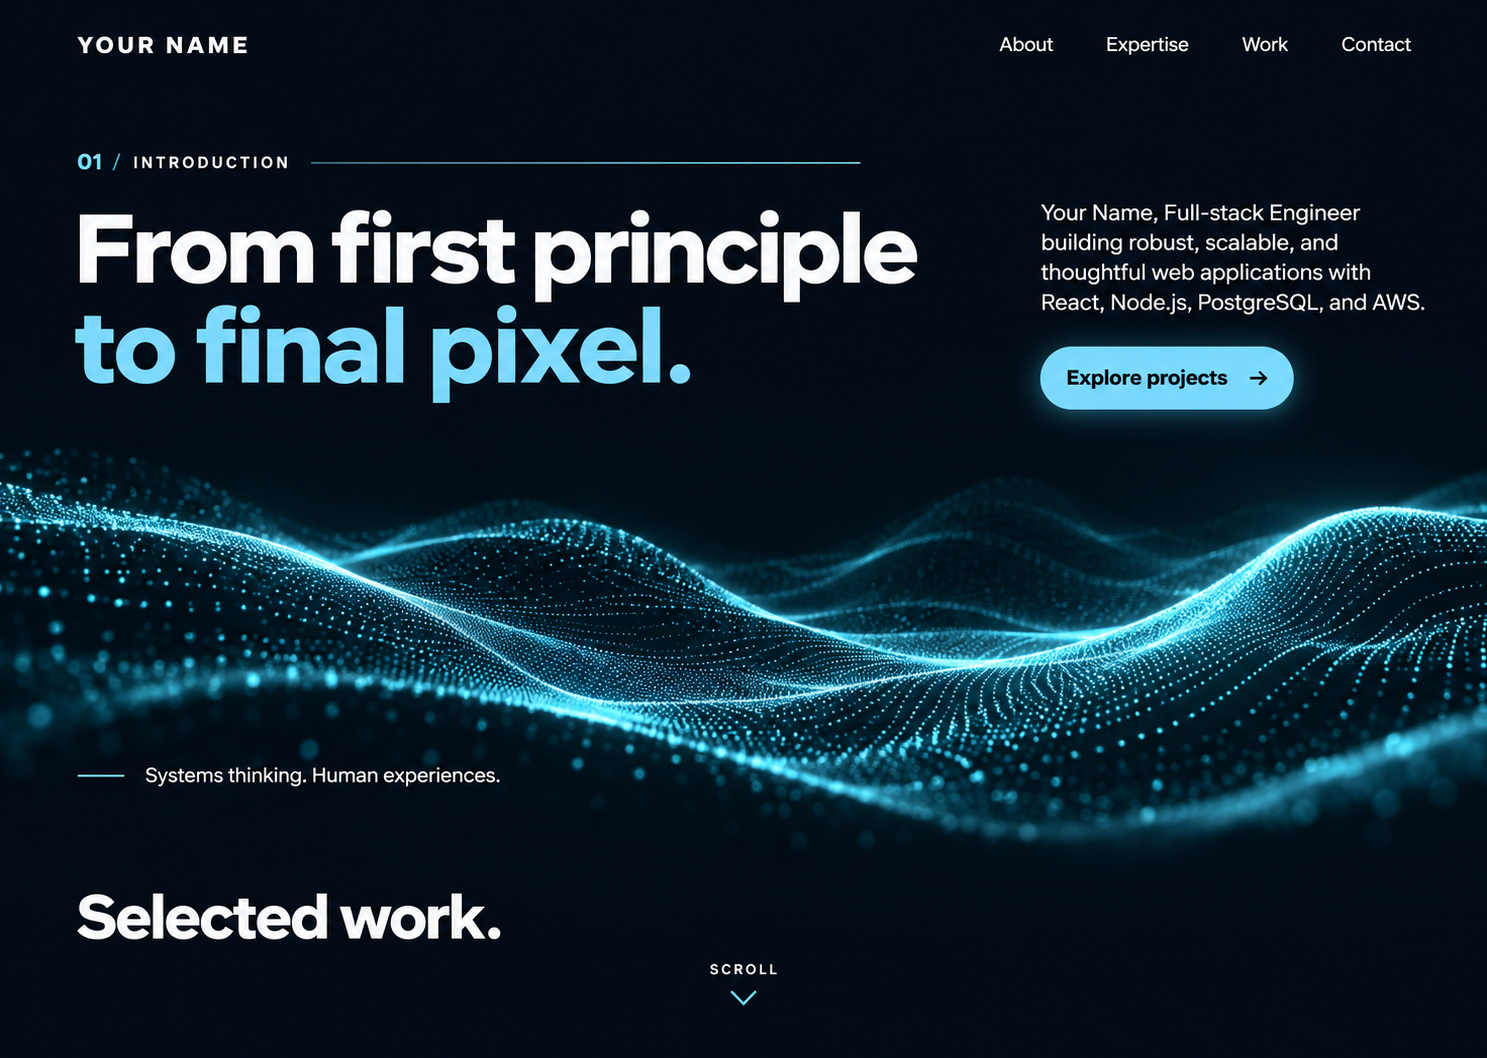 YOUR NAME
About Expertise Work Contact
01 / INTRODUCTION
From first principle
to final pixel.
Your Name, Full-stack Engineer
building robust, scalable, and
thoughtful web applications with
React, Node.js, PostgreSQL, and AWS.
Explore projects →
Systems thinking. Human experiences.
Selected work.
SCROLL